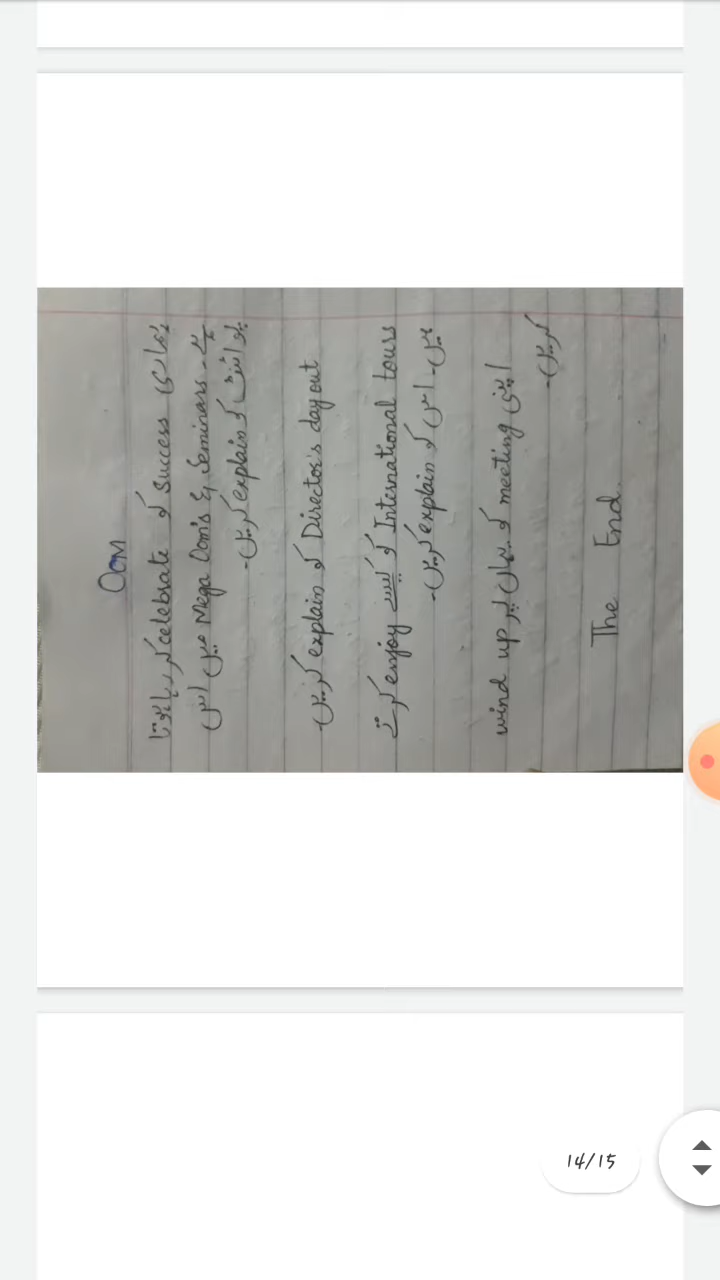 OOM
ہماری Success کو celebrate کر رہا ہوتا
ہے۔ Mega Oom's & Seminars میں اس
پوائنٹ کو explain کریں۔
Director's day out کو explain کریں۔
International tours کو کیسے enjoy کرتے
ہیں۔ اس کو explain کریں۔
اپنی meeting کو یہاں پر wind up
کریں۔
The End.
14/15